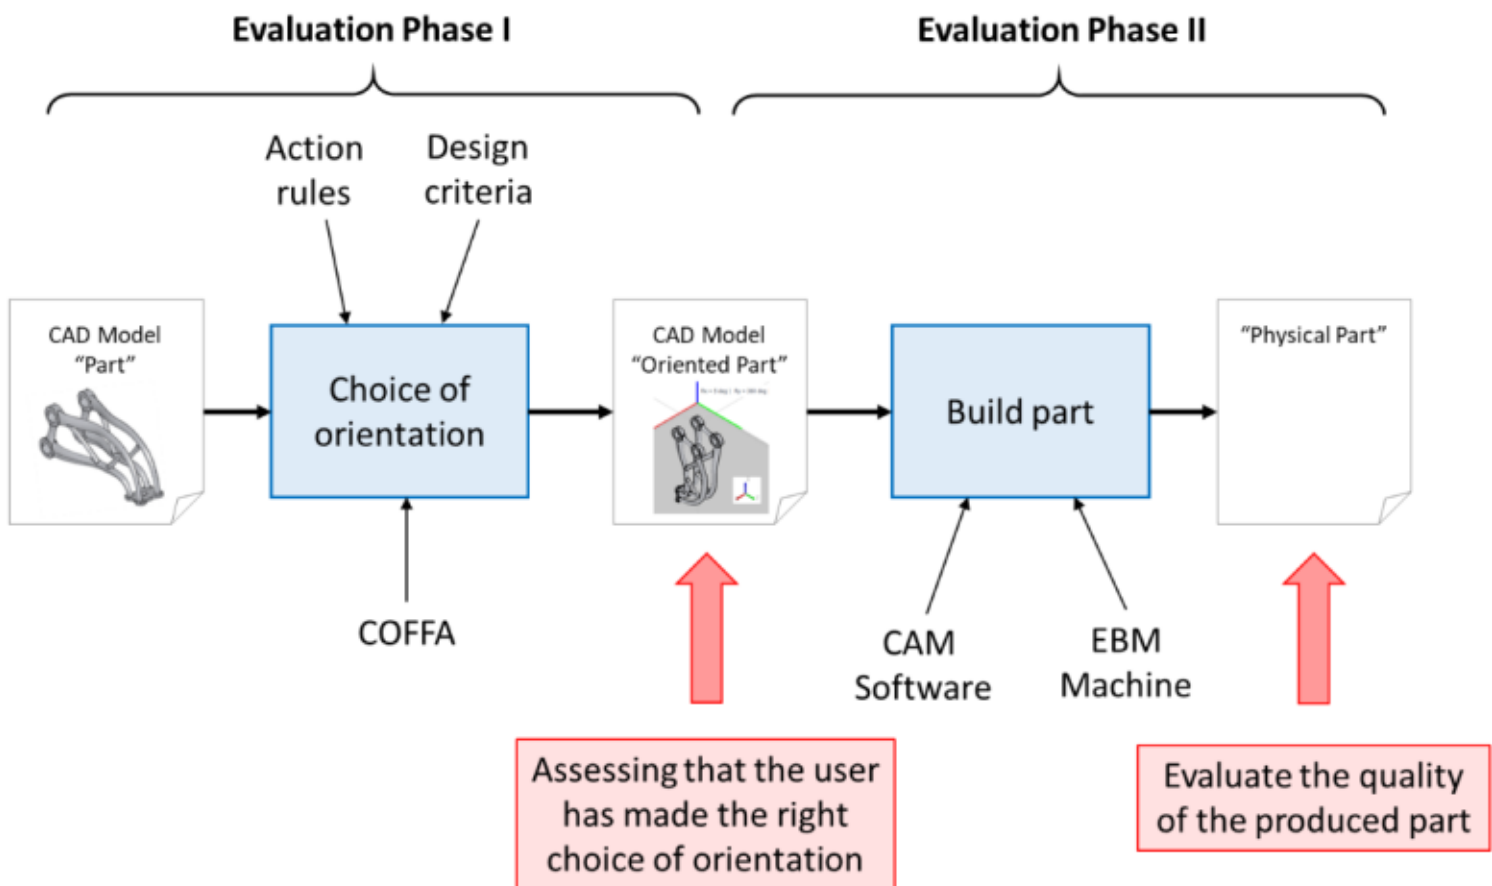 Evaluation Phase I
Evaluation Phase II
Action
rules
Design
criteria
CAD Model
“Part”
Choice of
orientation
CAD Model
“Oriented Part”
Build part
“Physical Part”
COFFA
CAM
Software
EBM
Machine
Assessing that the user
has made the right
choice of orientation
Evaluate the quality
of the produced part